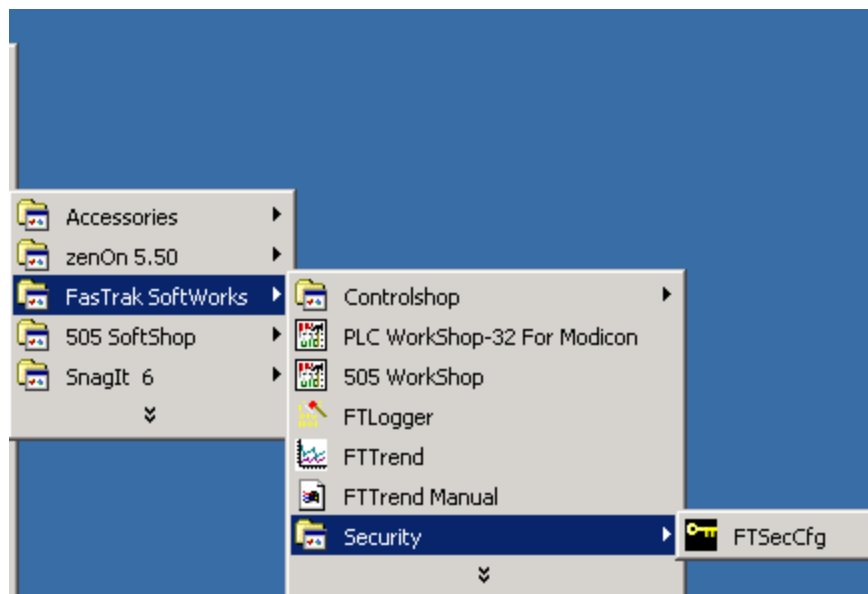 Accessories
zenOn 5.50
FasTrak SoftWorks
505 SoftShop
SnagIt 6
Controlshop
PLC WorkShop-32 For Modicon
505 WorkShop
FTLogger
FTTrend
FTTrend Manual
Security
FTSecCfg